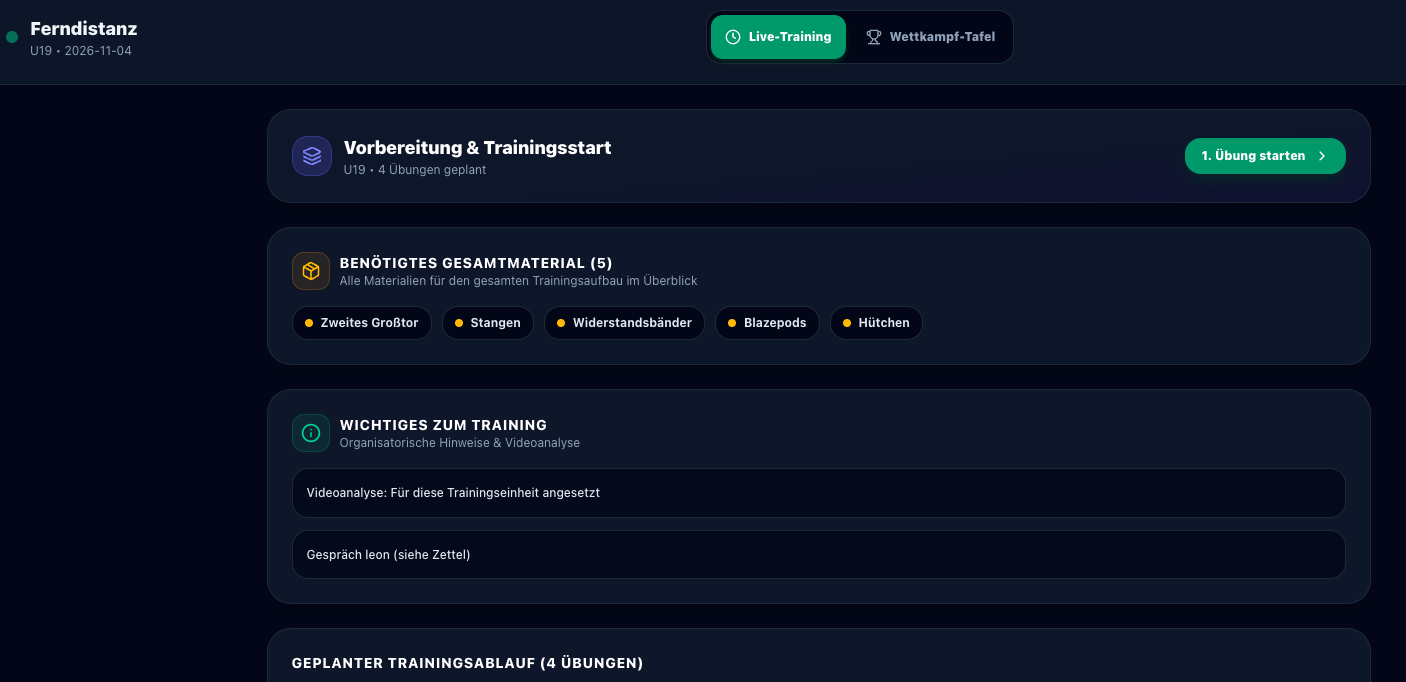 Ferndistanz
U19 • 2026-11-04
Live-Training
Wettkampf-Tafel
Vorbereitung & Trainingsstart
U19 • 4 Übungen geplant
1. Übung starten
BENÖTIGTES GESAMTMATERIAL (5)
Alle Materialien für den gesamten Trainingsaufbau im Überblick
Zweites Großtor
Stangen
Widerstandsbänder
Blazepods
Hütchen
WICHTIGES ZUM TRAINING
Organisatorische Hinweise & Videoanalyse
Videoanalyse: Für diese Trainingseinheit angesetzt
Gespräch leon (siehe Zettel)
GEPLANTER TRAININGSABLAUF (4 ÜBUNGEN)